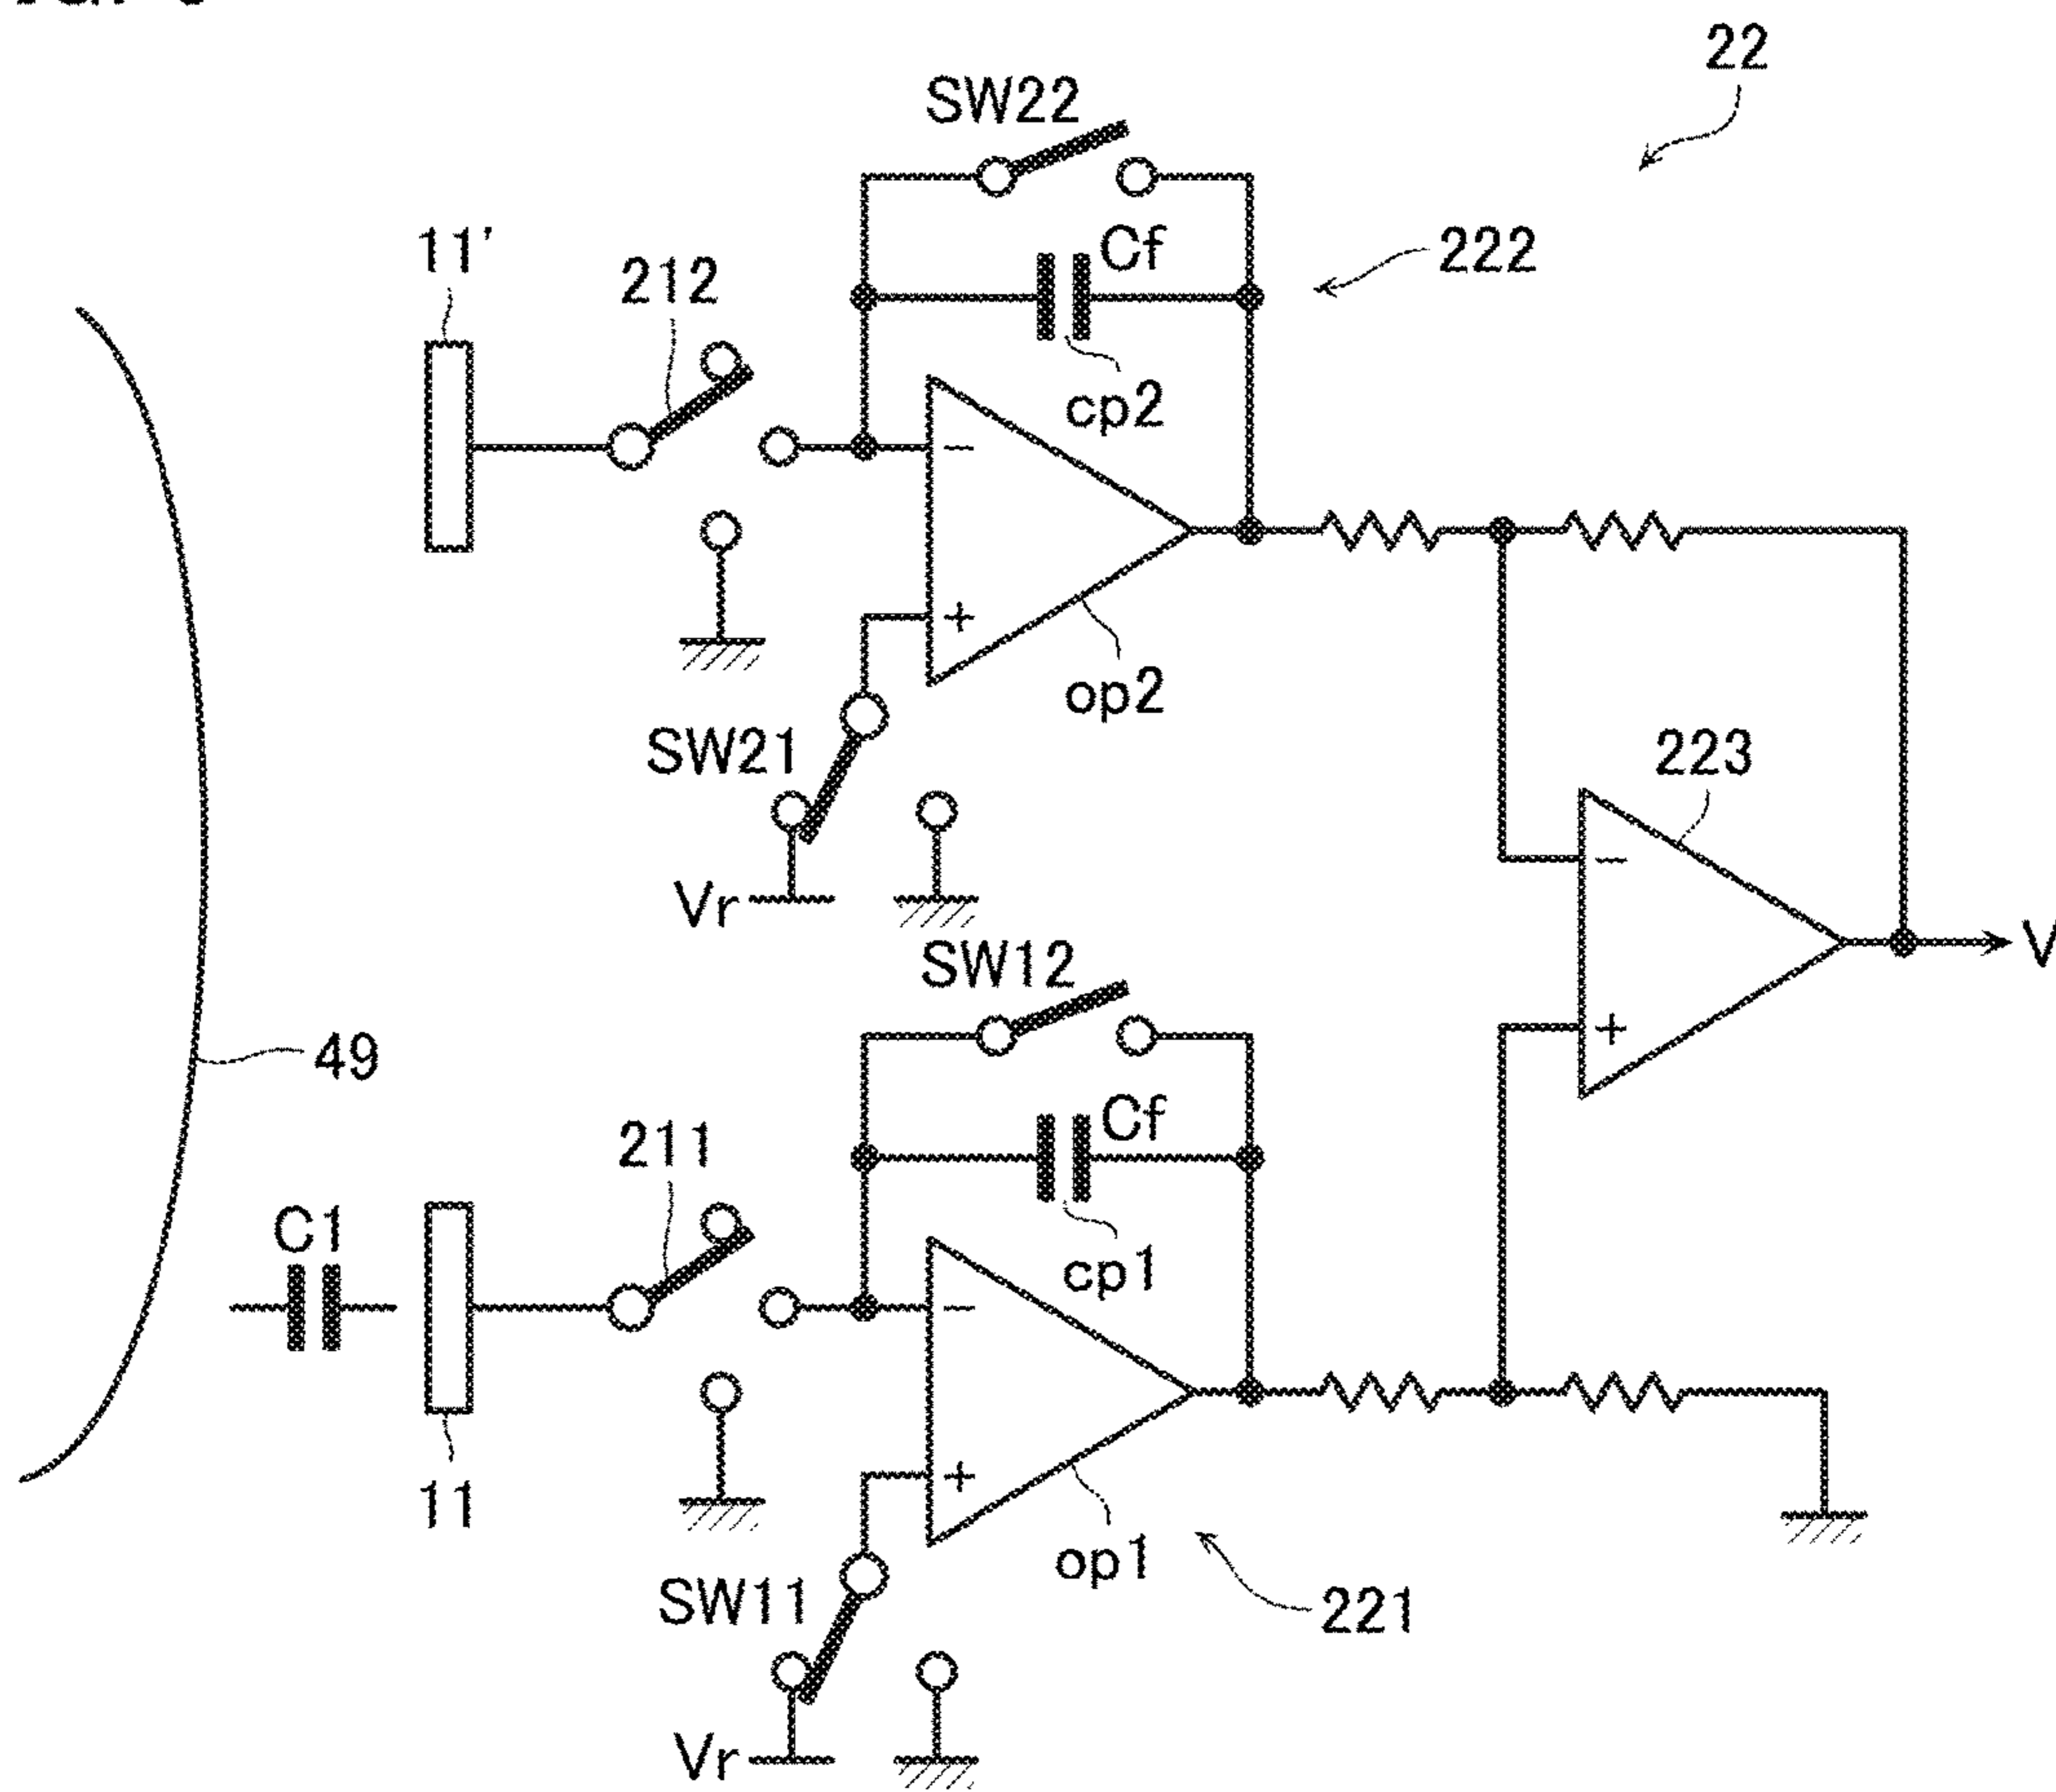 22
SW22
11'
212
Cf
222
cp2
−
+
op2
SW21
Vr
223
−
+
V
SW12
49
211
Cf
C1
cp1
−
+
11
op1
SW11
221
Vr